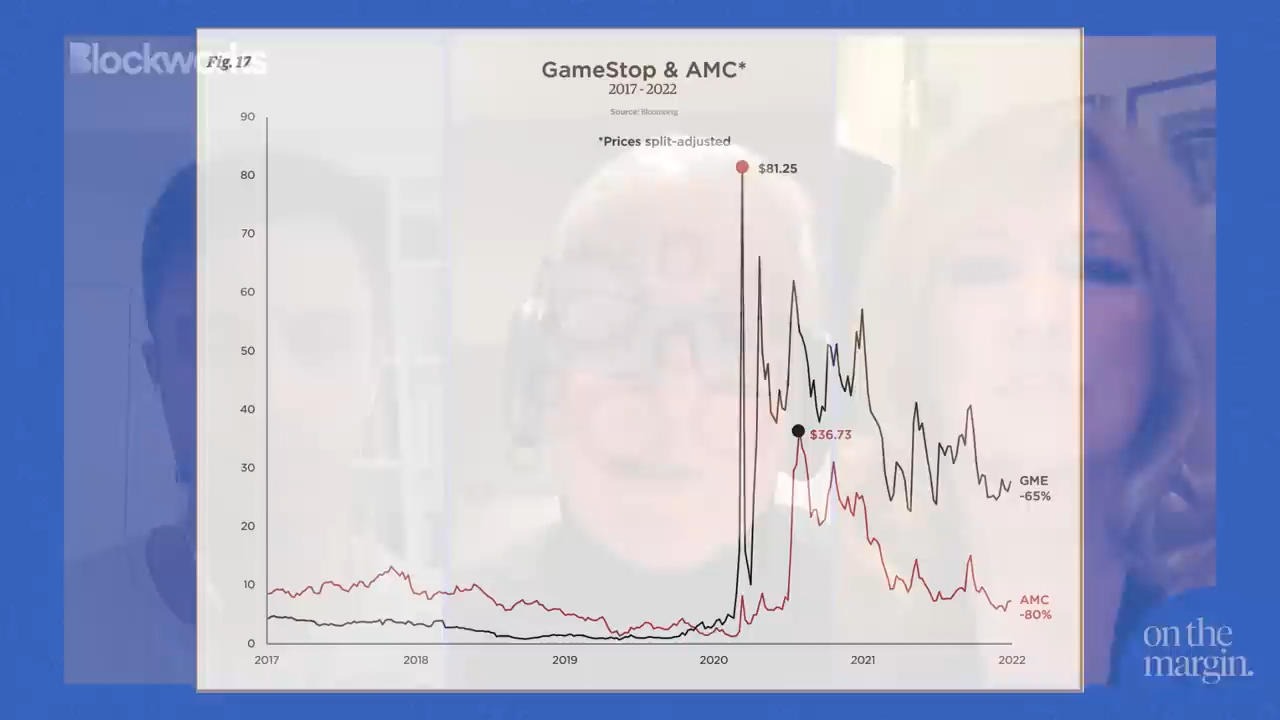 Blockworks
Fig. 17
GameStop & AMC*
2017 - 2022
Source: Bloomberg
*Prices split-adjusted
90
80
70
60
50
40
30
20
10
0
$81.25
$36.73
GME
-65%
AMC
-80%
2017
2018
2019
2020
2021
2022
on the
margin.